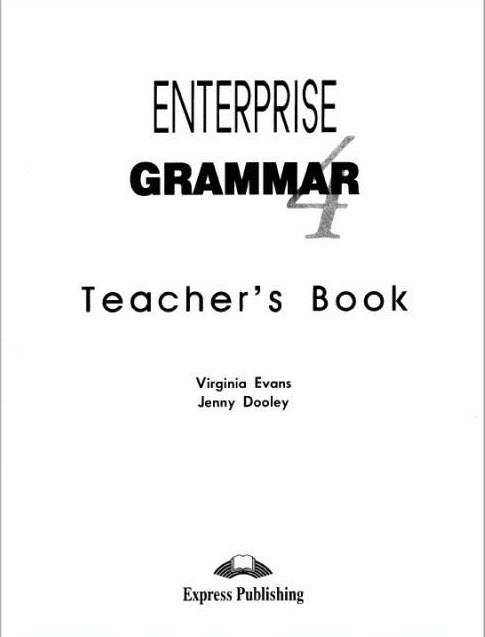 ENTERPRISE
GRAMMAR 4
Teacher's Book
Virginia Evans
Jenny Dooley
Express Publishing